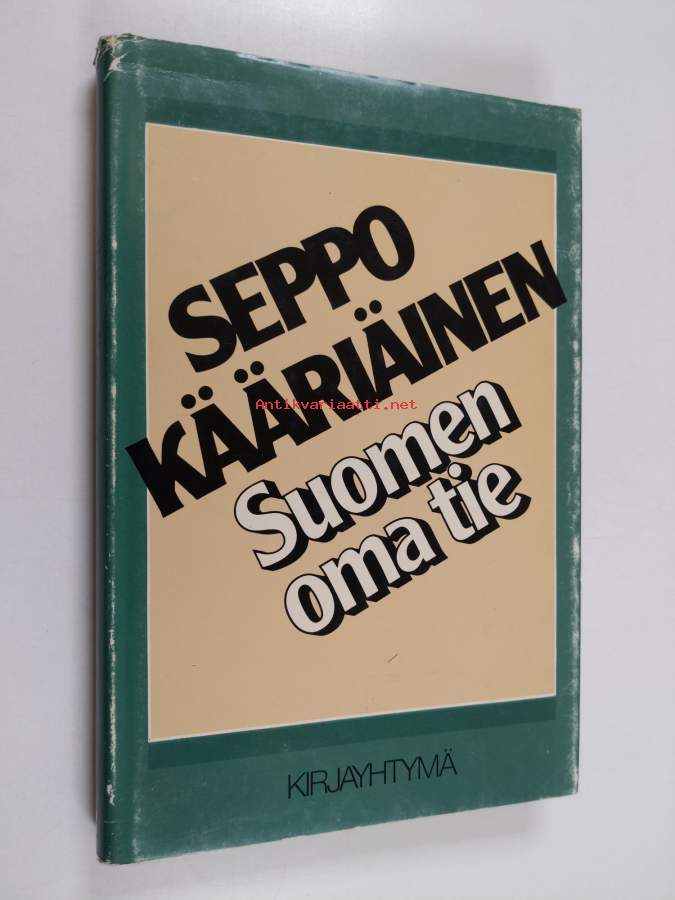 SEPPO
KÄÄRIÄINEN
Antikvariaatti.net
Suomen
oma tie
KIRJAYHTYMÄ